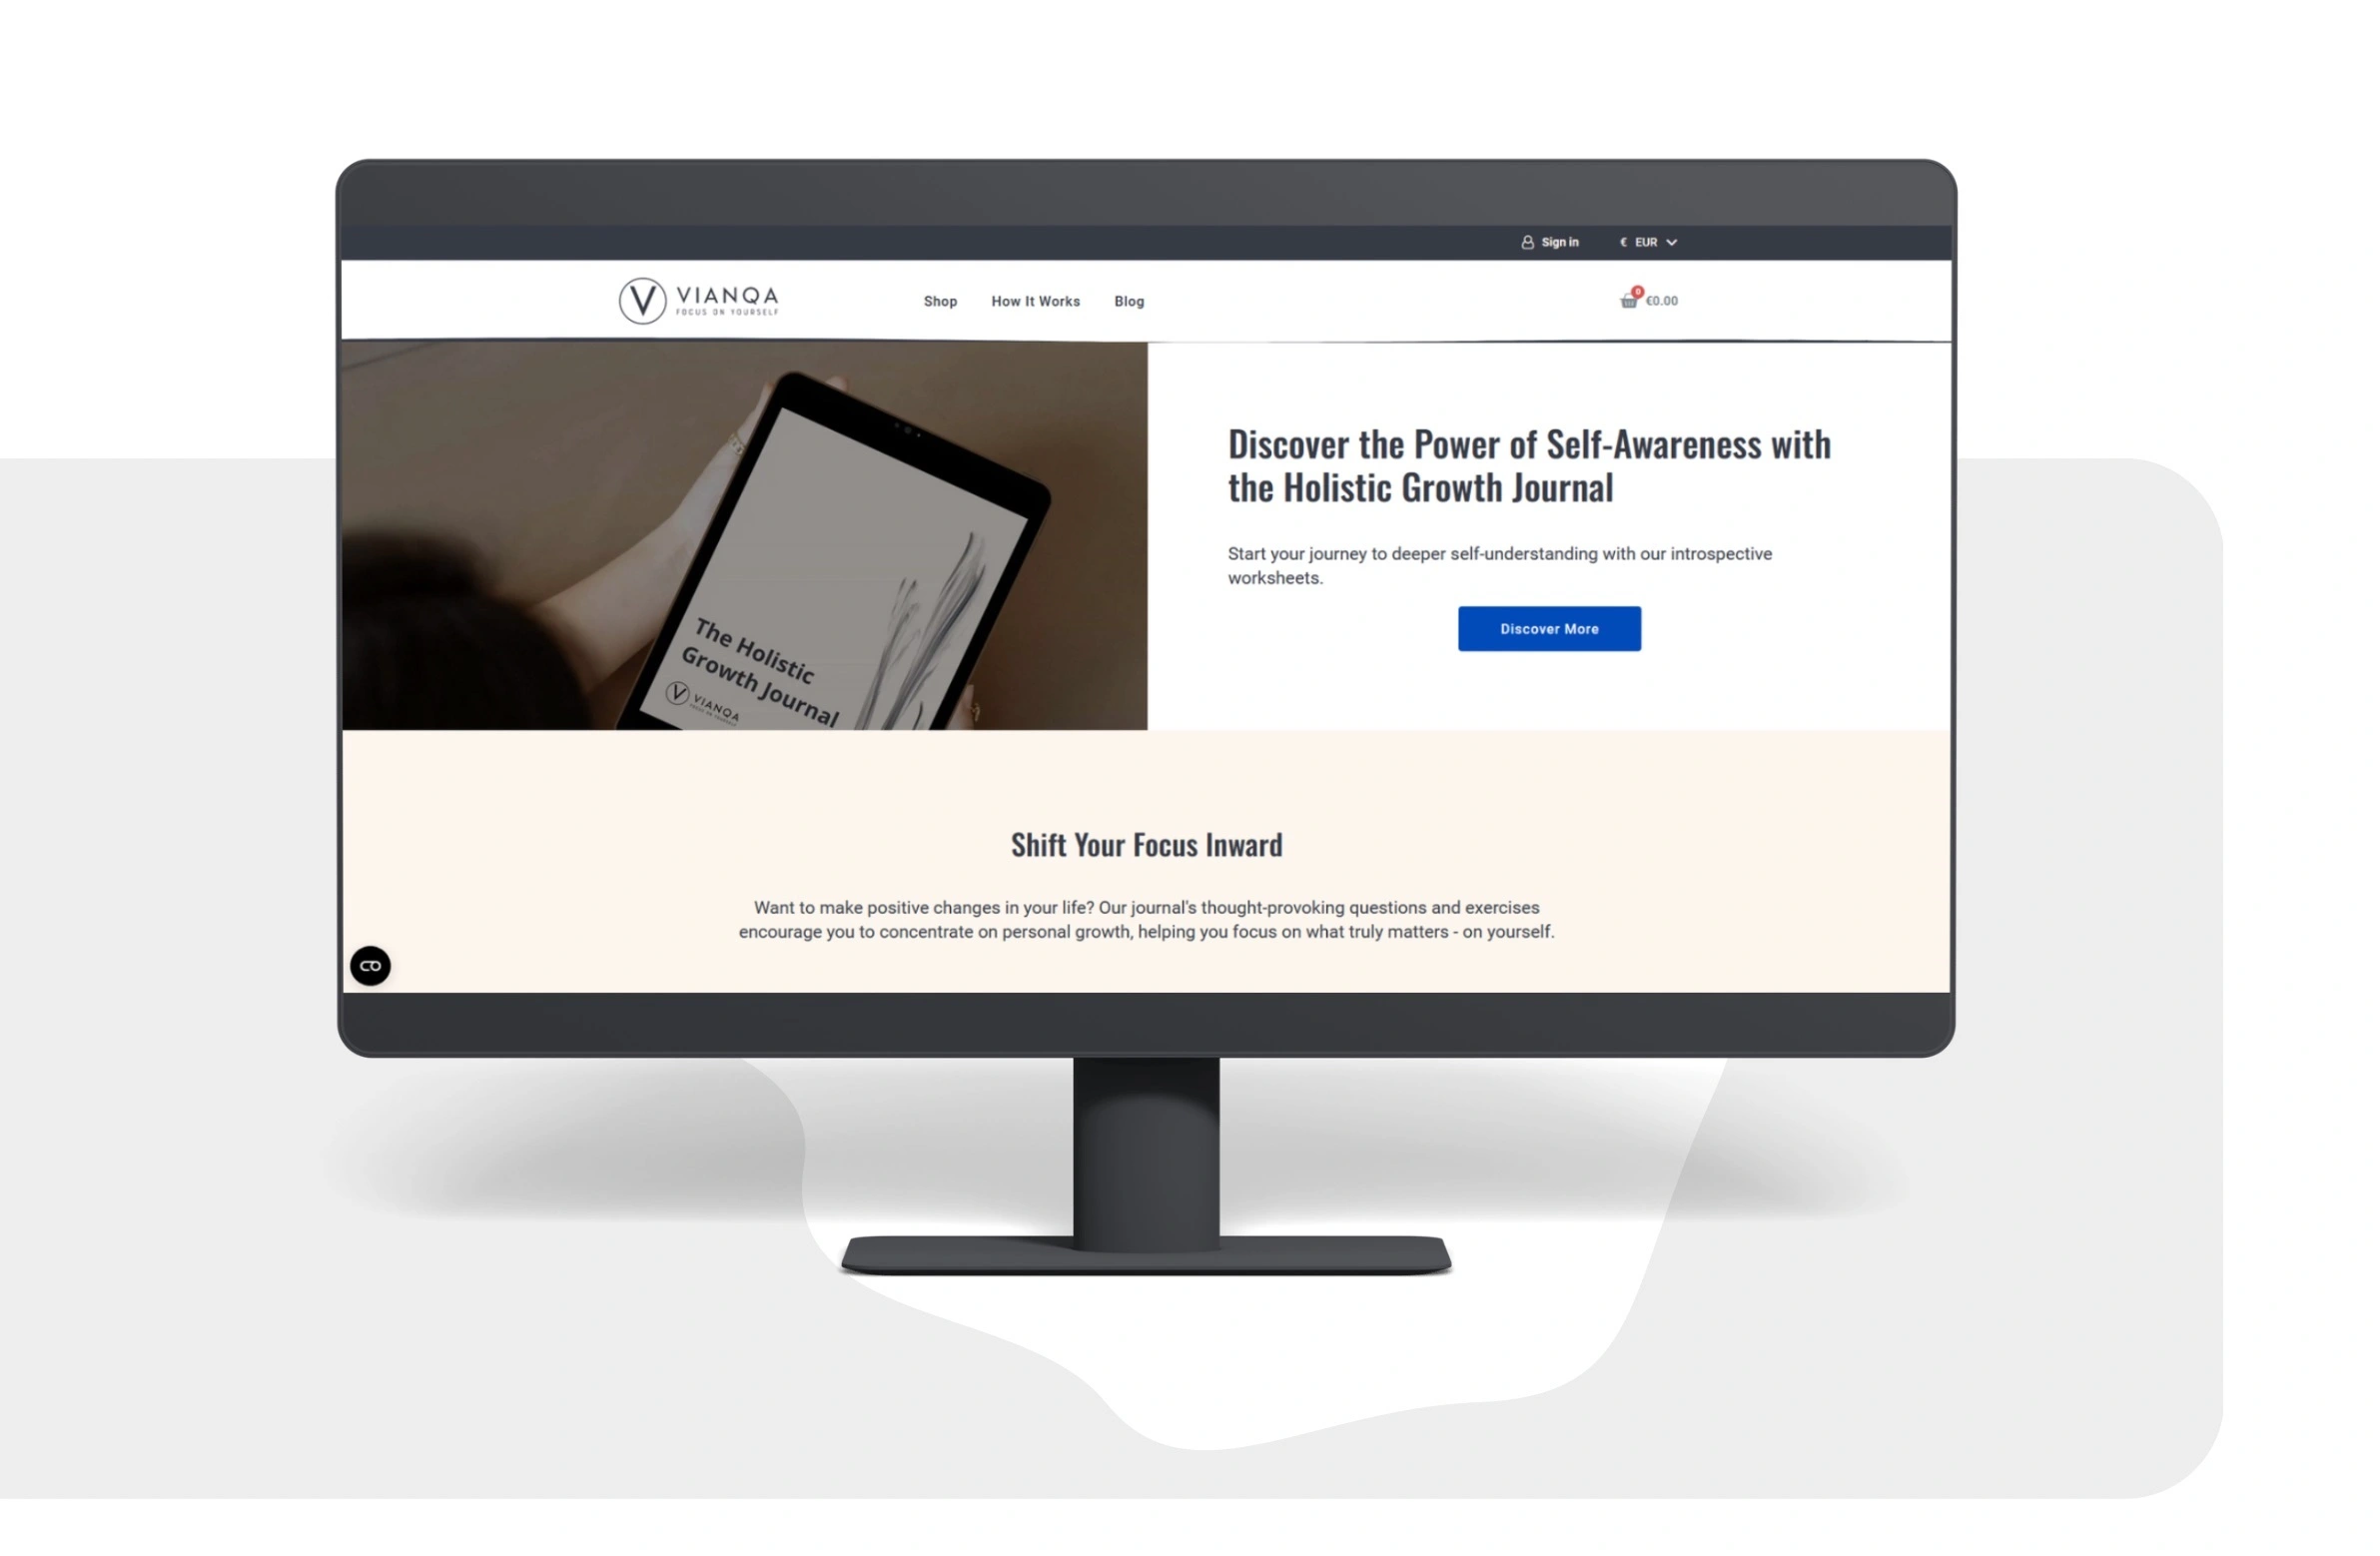 Sign in
€ EUR
VIANQA
FOCUS ON YOURSELF
Shop
How It Works
Blog
0
€0.00
The Holistic
Growth Journal
VIANQA
FOCUS ON YOURSELF
Discover the Power of Self-Awareness with
the Holistic Growth Journal
Start your journey to deeper self-understanding with our introspective
worksheets.
Discover More
Shift Your Focus Inward
Want to make positive changes in your life? Our journal's thought-provoking questions and exercises
encourage you to concentrate on personal growth, helping you focus on what truly matters - on yourself.